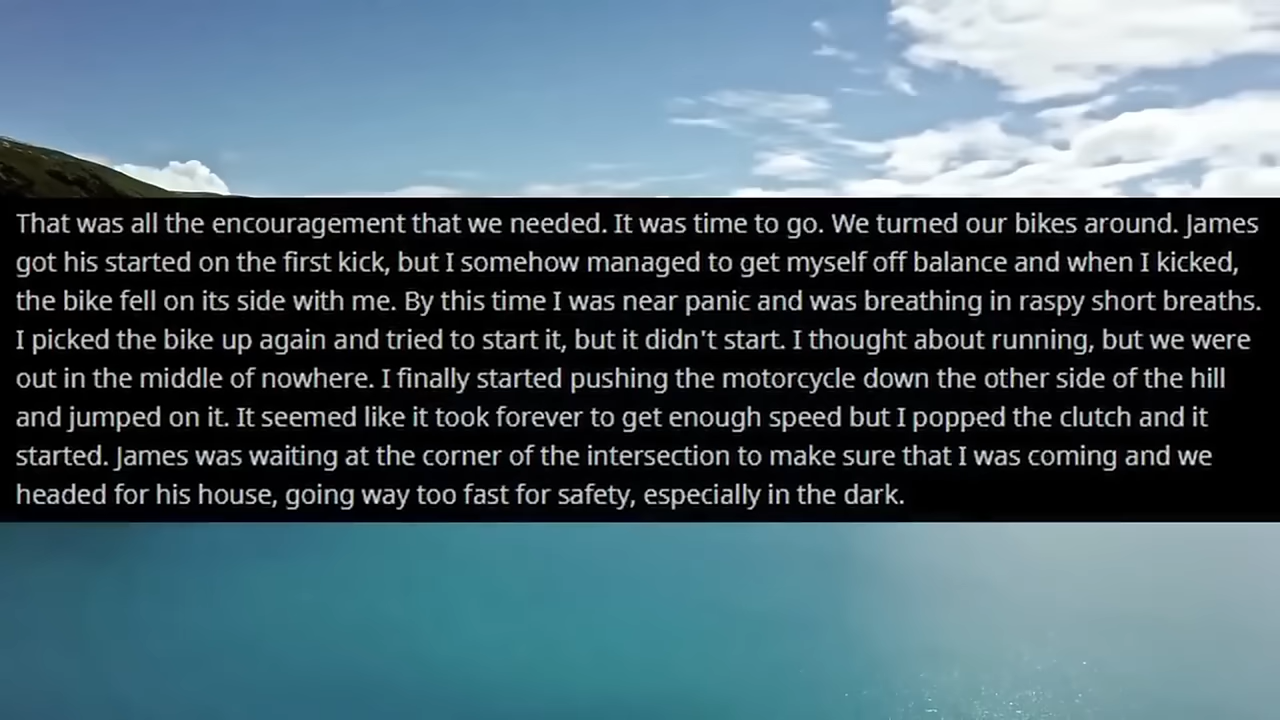 That was all the encouragement that we needed. It was time to go. We turned our bikes around. James
got his started on the first kick, but I somehow managed to get myself off balance and when I kicked,
the bike fell on its side with me. By this time I was near panic and was breathing in raspy short breaths.
I picked the bike up again and tried to start it, but it didn't start. I thought about running, but we were
out in the middle of nowhere. I finally started pushing the motorcycle down the other side of the hill
and jumped on it. It seemed like it took forever to get enough speed but I popped the clutch and it
started. James was waiting at the corner of the intersection to make sure that I was coming and we
headed for his house, going way too fast for safety, especially in the dark.